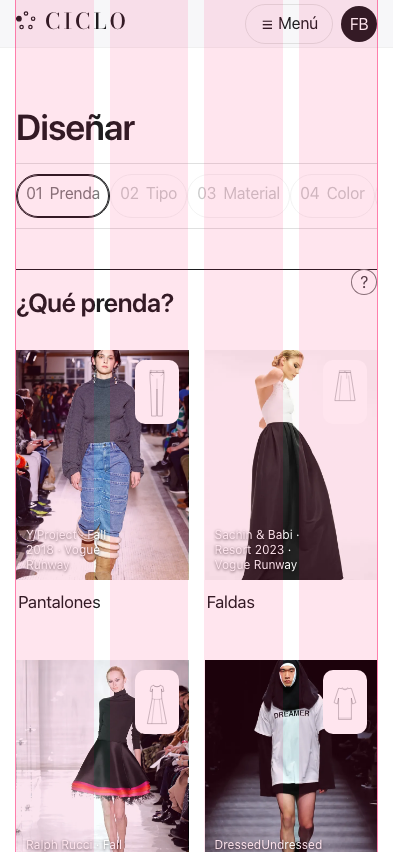 CICLO
☰ Menú
FB
Diseñar
01 Prenda
02 Tipo
03 Material
04 Color
?
¿Qué prenda?
Y/Project · Fall
2018 · Vogue
Runway
Sachin & Babi ·
Resort 2023 ·
Vogue Runway
Pantalones
Faldas
DREAMER
Ralph Rucci · Fall
DressedUndressed